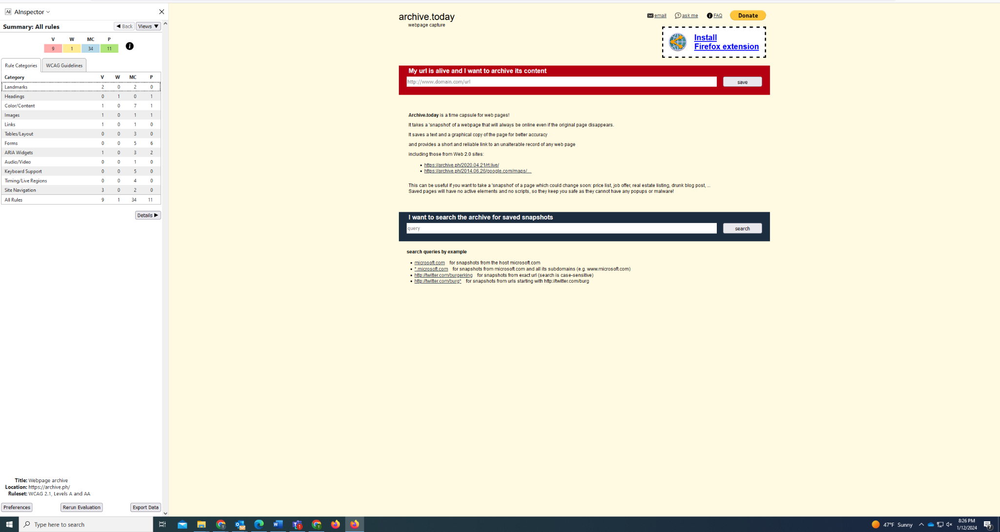 AInspector
Summary: All rules
◀ Back
Views ▼
V W MC P
9 1 34 11
Rule Categories
WCAG Guidelines
Category V W MC P
Landmarks 2 0 2 0
Headings 0 1 0 1
Color/Content 1 0 7 1
Images 1 0 1 1
Links 1 0 1 0
Tables/Layout 0 0 3 0
Forms 0 0 5 6
ARIA Widgets 1 0 3 2
Audio/Video 0 0 1 0
Keyboard Support 0 0 5 0
Timing/Live Regions 0 0 4 0
Site Navigation 3 0 2 0
All Rules 9 1 34 11
Details ▶
Title: Webpage archive
Location: https://archive.ph/
Ruleset: WCAG 2.1, Levels A and AA
Preferences
Rerun Evaluation
Export Data
archive.today
webpage capture
email
ask me
FAQ
Donate
Install
Firefox extension
My url is alive and I want to archive its content
http://www.domain.com/url
save
Archive.today is a time capsule for web pages!
It takes a 'snapshot' of a webpage that will always be online even if the original page disappears.
It saves a text and a graphical copy of the page for better accuracy
and provides a short and reliable link to an unalterable record of any web page
including those from Web 2.0 sites:
• https://archive.ph/2020.04.21/rt.live/
• https://archive.ph/2014.06.26/google.com/maps/...
This can be useful if you want to take a 'snapshot' of a page which could change soon: price list, job offer, real estate listing, drunk blog post, ...
Saved pages will have no active elements and no scripts, so they keep you safe as they cannot have any popups or malware!
I want to search the archive for saved snapshots
query
search
search queries by example
• microsoft.com for snapshots from the host microsoft.com
• *.microsoft.com for snapshots from microsoft.com and all its subdomains (e.g. www.microsoft.com)
• http://twitter.com/burgerking for snapshots from exact url (search is case-sensitive)
• http://twitter.com/burg* for snapshots from urls starting with http://twitter.com/burg
Type here to search
47°F Sunny
8:26 PM
1/12/2024